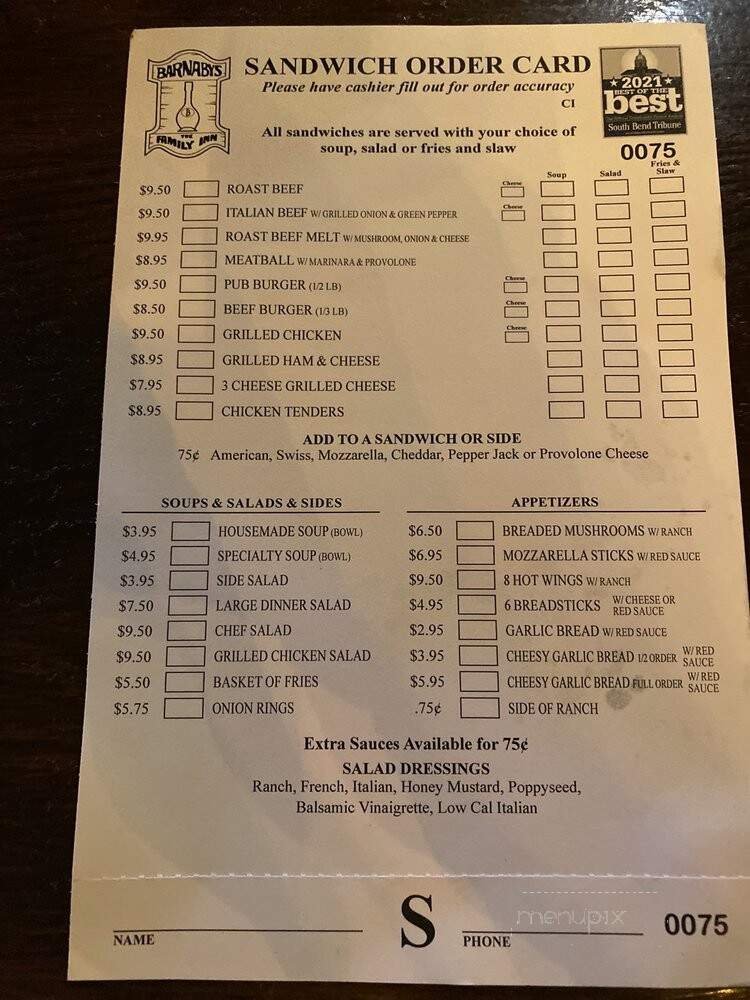 BARNABYS
B
THE
FAMILY INN
SANDWICH ORDER CARD
Please have cashier fill out for order accuracy
CI
2021
BEST OF THE
best
South Bend Tribune
All sandwiches are served with your choice of
soup, salad or fries and slaw
0075
Cheese Soup Salad Fries & Slaw
$9.50 ROAST BEEF
$9.50 ITALIAN BEEF W/ GRILLED ONION & GREEN PEPPER Cheese
$9.95 ROAST BEEF MELT W/ MUSHROOM, ONION & CHEESE
$8.95 MEATBALL W/ MARINARA & PROVOLONE
$9.50 PUB BURGER (1/2 LB) Cheese
$8.50 BEEF BURGER (1/3 LB) Cheese
$9.50 GRILLED CHICKEN Cheese
$8.95 GRILLED HAM & CHEESE
$7.95 3 CHEESE GRILLED CHEESE
$8.95 CHICKEN TENDERS
ADD TO A SANDWICH OR SIDE
75¢ American, Swiss, Mozzarella, Cheddar, Pepper Jack or Provolone Cheese
SOUPS & SALADS & SIDES
$3.95 HOUSEMADE SOUP (BOWL)
$4.95 SPECIALTY SOUP (BOWL)
$3.95 SIDE SALAD
$7.50 LARGE DINNER SALAD
$9.50 CHEF SALAD
$9.50 GRILLED CHICKEN SALAD
$5.50 BASKET OF FRIES
$5.75 ONION RINGS
APPETIZERS
$6.50 BREADED MUSHROOMS W/ RANCH
$6.95 MOZZARELLA STICKS W/ RED SAUCE
$9.50 8 HOT WINGS W/ RANCH
$4.95 6 BREADSTICKS W/ CHEESE OR RED SAUCE
$2.95 GARLIC BREAD W/ RED SAUCE
$3.95 CHEESY GARLIC BREAD 1/2 ORDER W/ RED SAUCE
$5.95 CHEESY GARLIC BREAD FULL ORDER W/ RED SAUCE
.75¢ SIDE OF RANCH
Extra Sauces Available for 75¢
SALAD DRESSINGS
Ranch, French, Italian, Honey Mustard, Poppyseed,
Balsamic Vinaigrette, Low Cal Italian
NAME S PHONE 0075
menupix